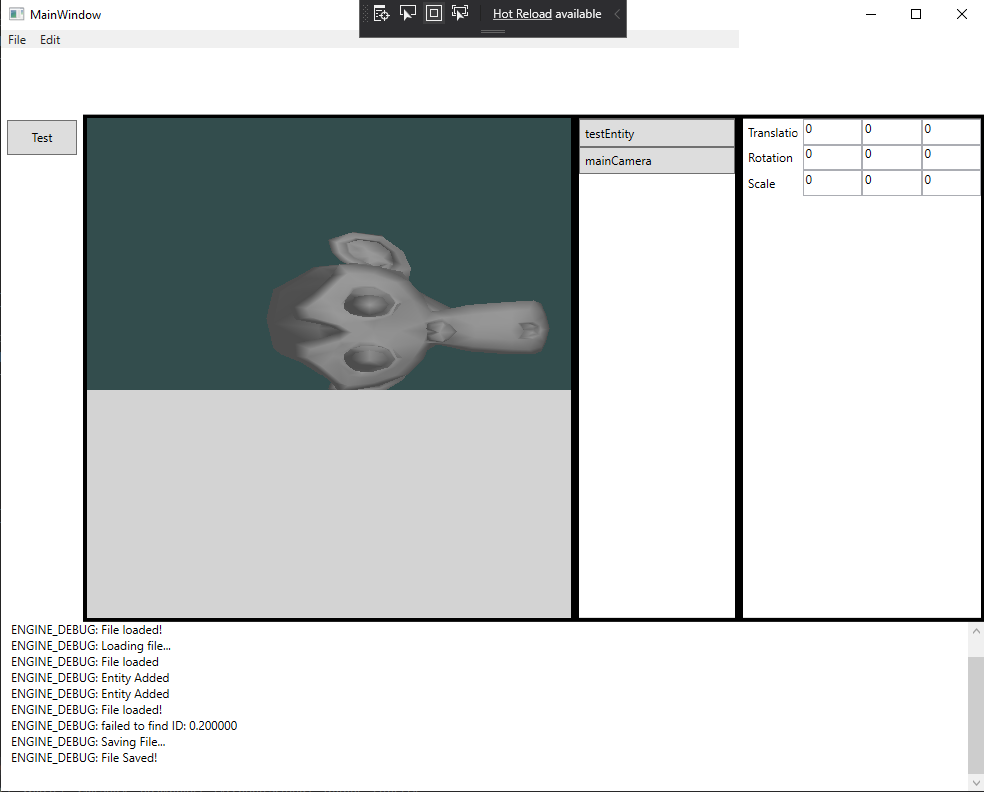 MainWindow
Hot Reload available
File Edit
Test
testEntity
mainCamera
Translatio 0 0 0
Rotation 0 0 0
Scale 0 0 0
ENGINE_DEBUG: File loaded!
ENGINE_DEBUG: Loading file...
ENGINE_DEBUG: File loaded
ENGINE_DEBUG: Entity Added
ENGINE_DEBUG: Entity Added
ENGINE_DEBUG: File loaded!
ENGINE_DEBUG: failed to find ID: 0.200000
ENGINE_DEBUG: Saving File...
ENGINE_DEBUG: File Saved!